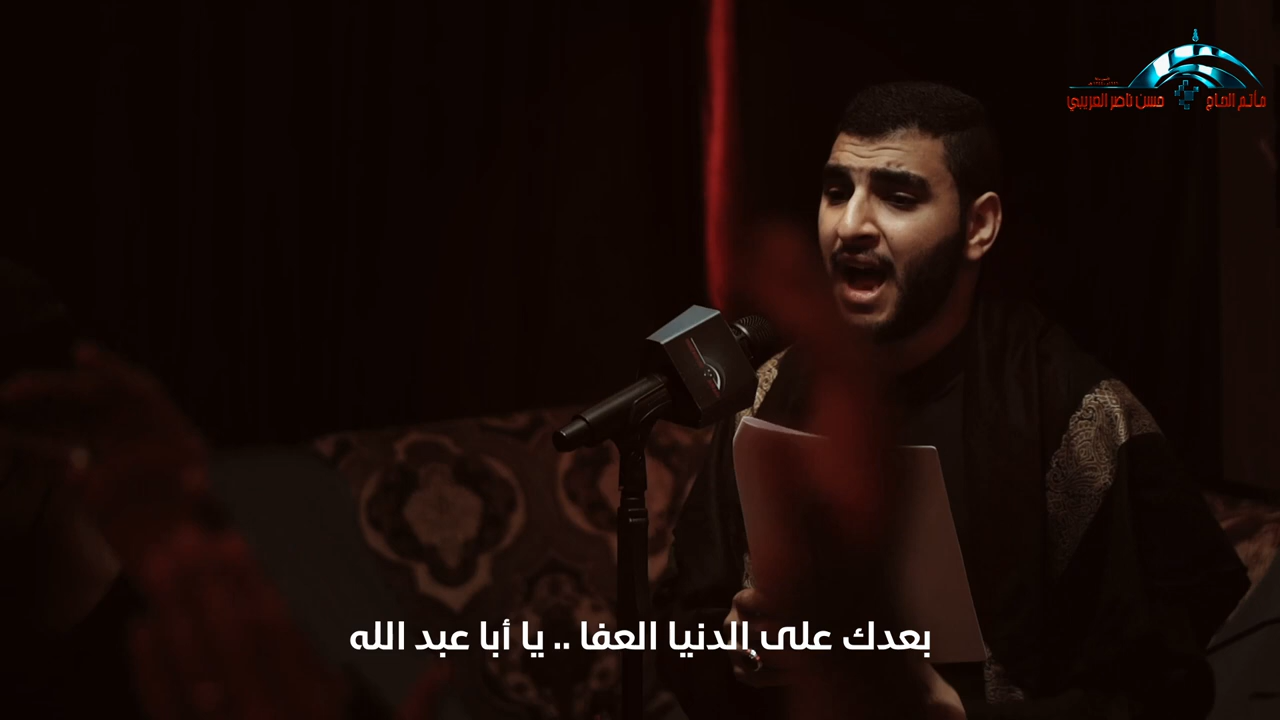 مأتم الحاج حسن ناصر العريبي
بعدك على الدنيا العفا .. يا أبا عبد الله